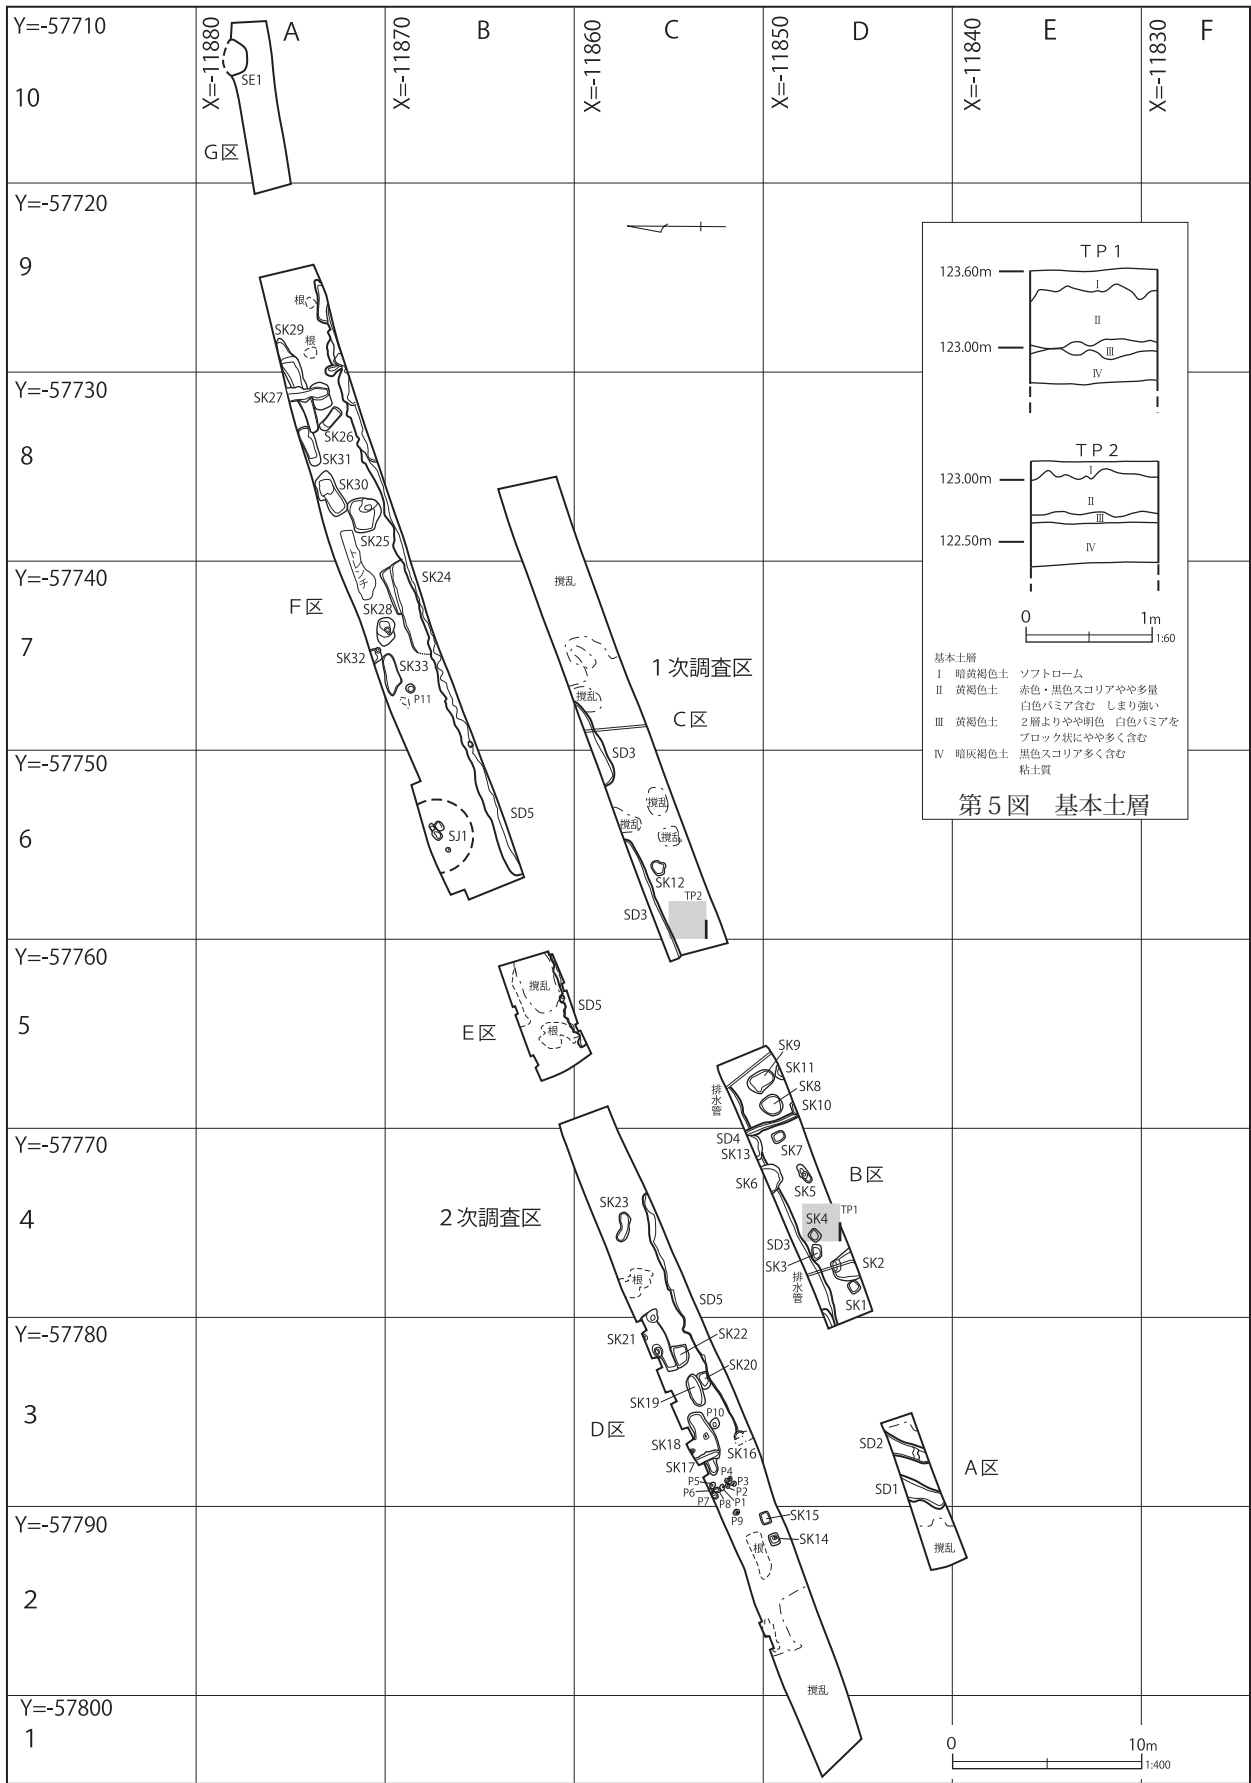 Y=-57710
X=-11880
A
X=-11870
B
X=-11860
C
X=-11850
D
X=-11840
E
X=-11830
F
10
SE1
G区
Y=-57720
9
根
SK29
根
Y=-57730
SK27
SK26
8
SK31
SK30
SK25
トレンチ
Y=-57740
SK24
F区
SK28
7
SK32
SK33
P11
攪乱
1次調査区
攪乱
C区
Y=-57750
SD3
SD5
攪乱
6
SJ1
攪乱
攪乱
SK12
TP2
SD3
Y=-57760
攪乱
SD5
5
E区
根
SK9
SK11
SK8
排水管
SK10
Y=-57770
SD4
SK13
SK7
B区
SK6
SK5
SK23
2次調査区
4
SK4
TP1
SD3
SK3
SK2
根
排水管
SD5
SK1
Y=-57780
SK21
SK22
SK20
SK19
3
P10
D区
SK18
SK16
SD2
A区
SK17
P4
P5
P3
P6
P2
P7
P8
P1
SD1
P9
SK15
Y=-57790
SK14
根
攪乱
2
攪乱
Y=-57800
1
0
10m
1:400
TP1
123.60m
I
II
123.00m
III
IV
TP2
123.00m
I
II
III
122.50m
IV
0
1m
1:60
基本土層
Ⅰ 暗黄褐色土 ソフトローム
Ⅱ 黄褐色土 赤色・黒色スコリアやや多量
白色パミア含む しまり強い
Ⅲ 黄褐色土 2層よりやや明色 白色パミアを
ブロック状にやや多く含む
Ⅳ 暗灰褐色土 黒色スコリア多く含む
粘土質
第5図 基本土層